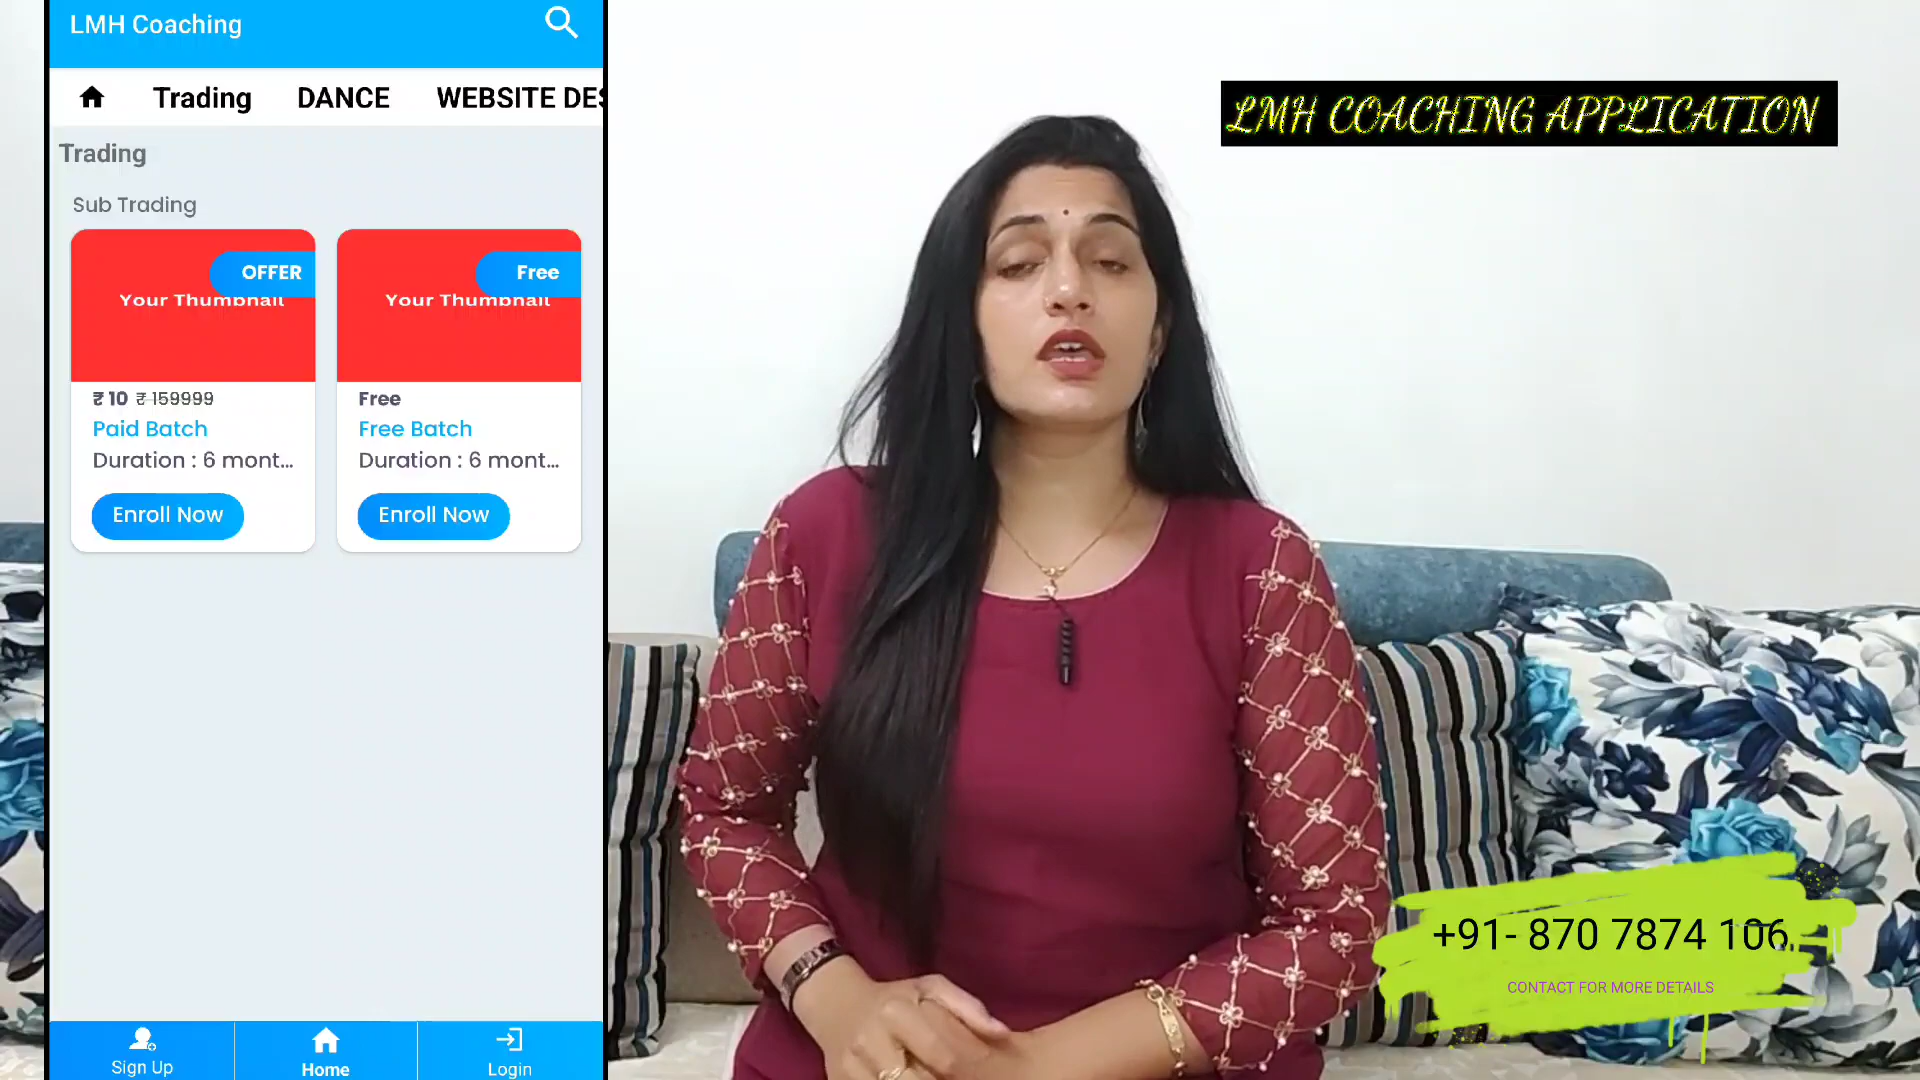 LMH Coaching
Trading DANCE WEBSITE DES
Trading
Sub Trading
OFFER
Your Thumbnail
₹ 10 ₹ 159999
Paid Batch
Duration : 6 mont...
Enroll Now
Free
Your Thumbnail
Free
Free Batch
Duration : 6 mont...
Enroll Now
Sign Up
Home
Login
LMH COACHING APPLICATION
+91- 870 7874 106
CONTACT FOR MORE DETAILS